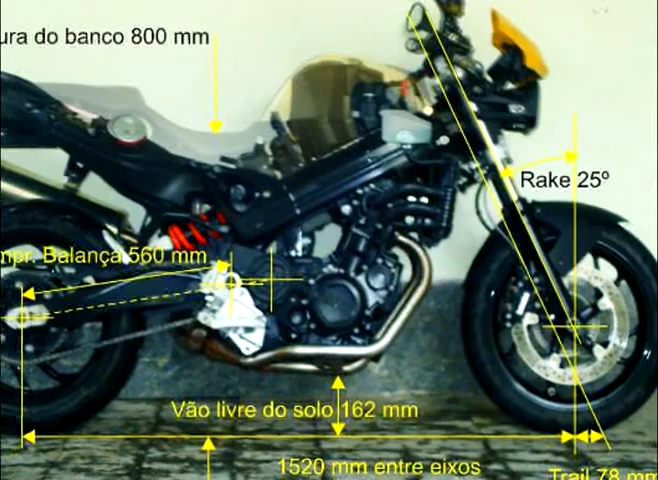 ura do banco 800 mm
Rake 25º
mpr. Balança 560 mm
Vão livre do solo 162 mm
1520 mm entre eixos
Trail 78 mm